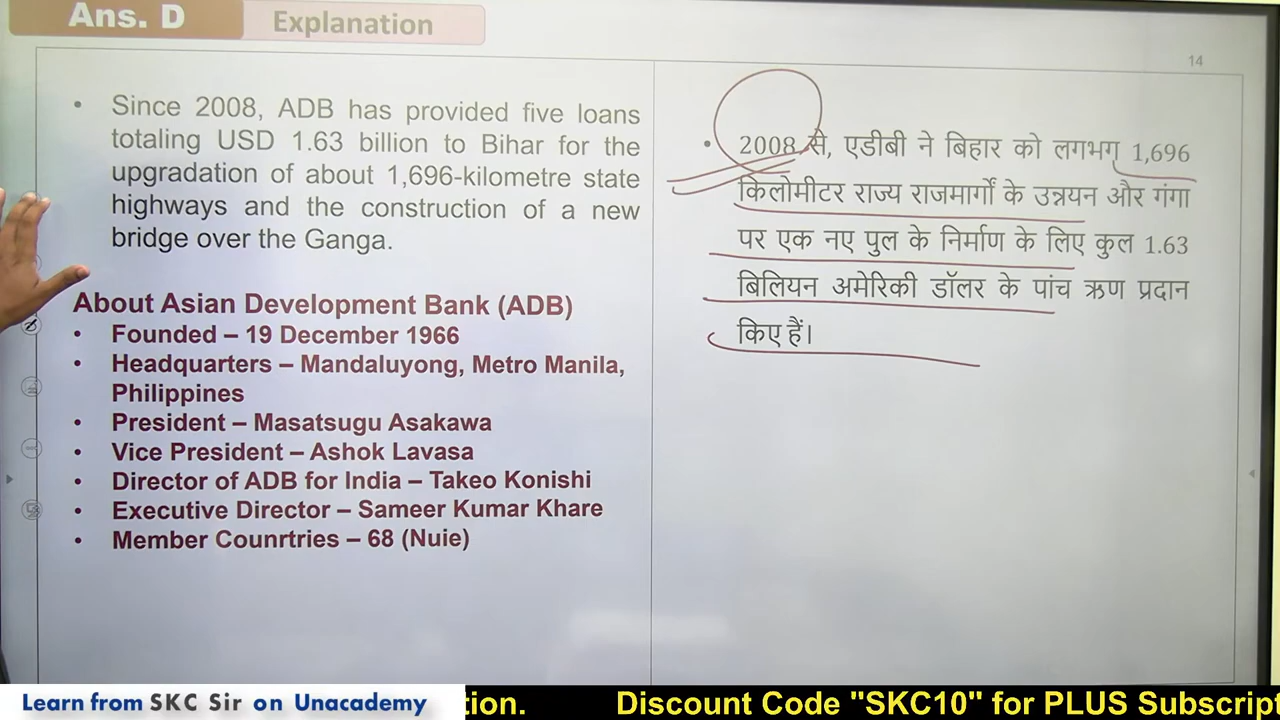 Ans. D
Explanation
14
• Since 2008, ADB has provided five loans
totaling USD 1.63 billion to Bihar for the
upgradation of about 1,696-kilometre state
highways and the construction of a new
bridge over the Ganga.
About Asian Development Bank (ADB)
• Founded – 19 December 1966
• Headquarters – Mandaluyong, Metro Manila,
Philippines
• President – Masatsugu Asakawa
• Vice President – Ashok Lavasa
• Director of ADB for India – Takeo Konishi
• Executive Director – Sameer Kumar Khare
• Member Counrtries – 68 (Nuie)
• 2008 से, एडीबी ने बिहार को लगभग 1,696
किलोमीटर राज्य राजमार्गों के उन्नयन और गंगा
पर एक नए पुल के निर्माण के लिए कुल 1.63
बिलियन अमेरिकी डॉलर के पांच ऋण प्रदान
किए हैं।
Learn from SKC Sir on Unacademy
tion. Discount Code "SKC10" for PLUS Subscript